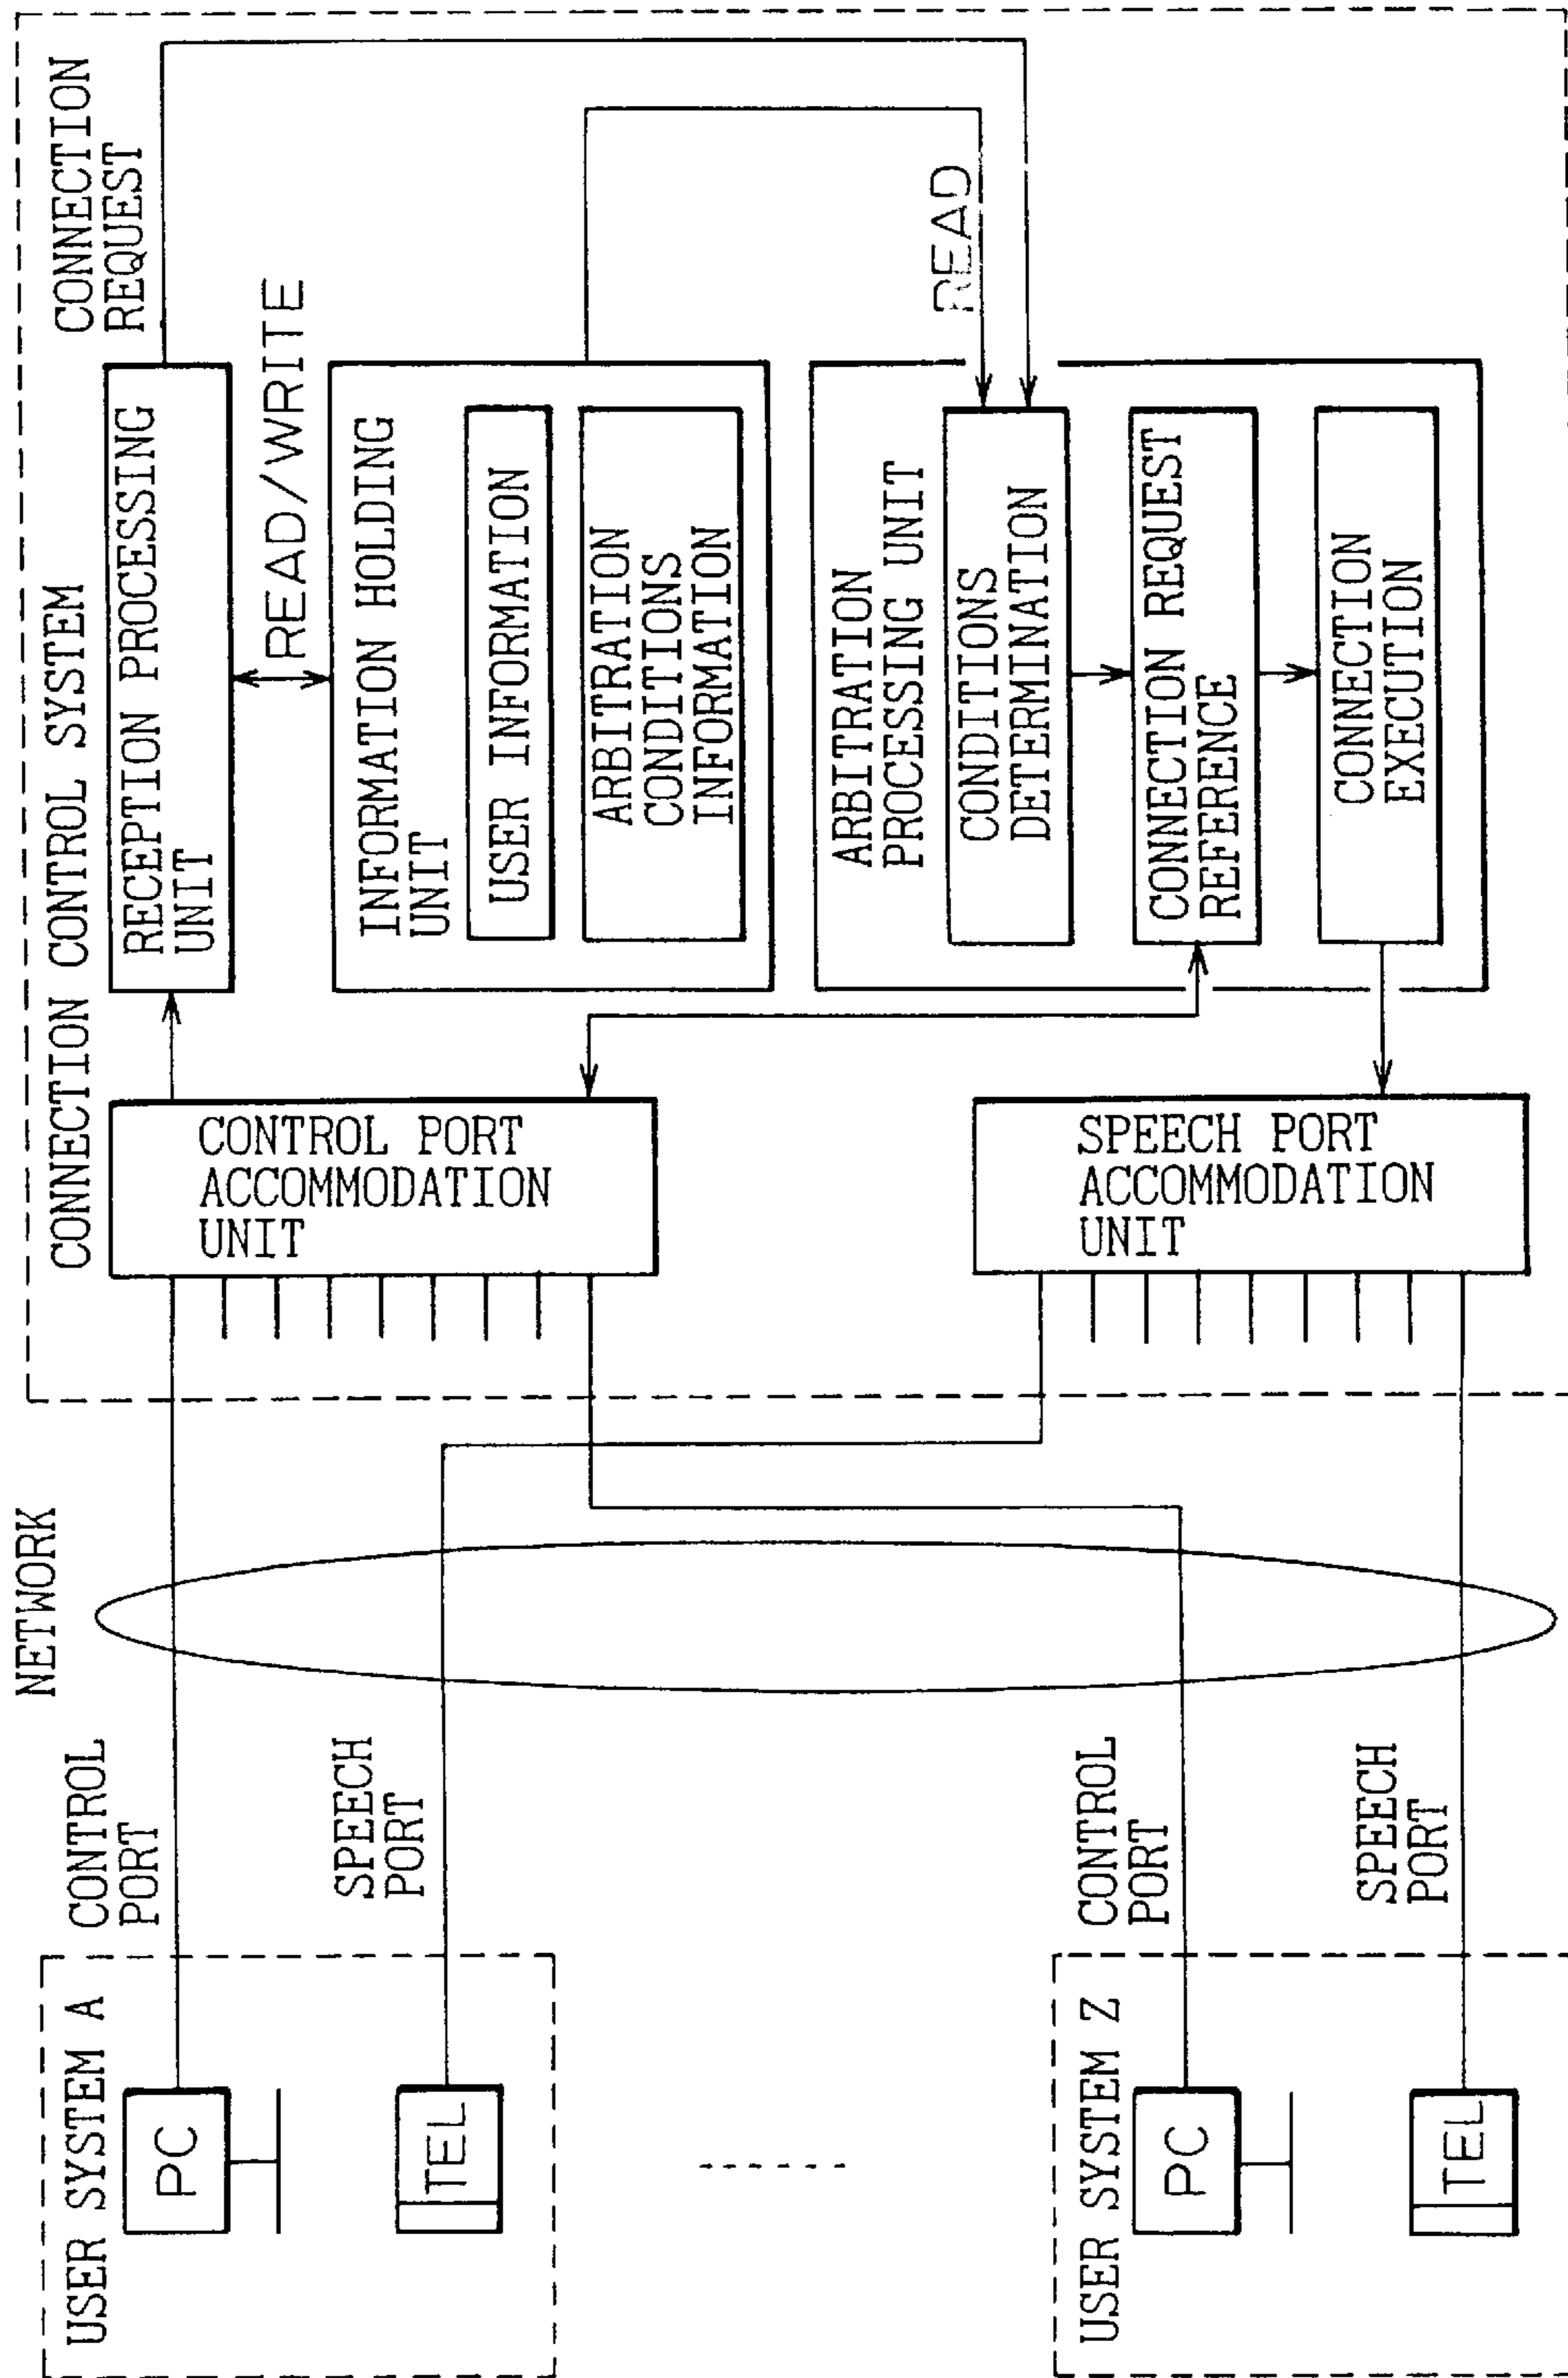 USER SYSTEM A
PC
TEL
USER SYSTEM Z
PC
TEL
CONTROL
PORT
SPEECH
PORT
CONTROL
PORT
SPEECH
PORT
NETWORK
CONNECTION CONTROL SYSTEM
CONTROL PORT
ACCOMMODATION
UNIT
SPEECH PORT
ACCOMMODATION
UNIT
RECEPTION PROCESSING
UNIT
READ/WRITE
INFORMATION HOLDING
UNIT
USER INFORMATION
ARBITRATION
CONDITIONS
INFORMATION
ARBITRATION
PROCESSING UNIT
CONDITIONS
DETERMINATION
CONNECTION REQUEST
REFERENCE
CONNECTION
EXECUTION
CONNECTION
REQUEST
READ